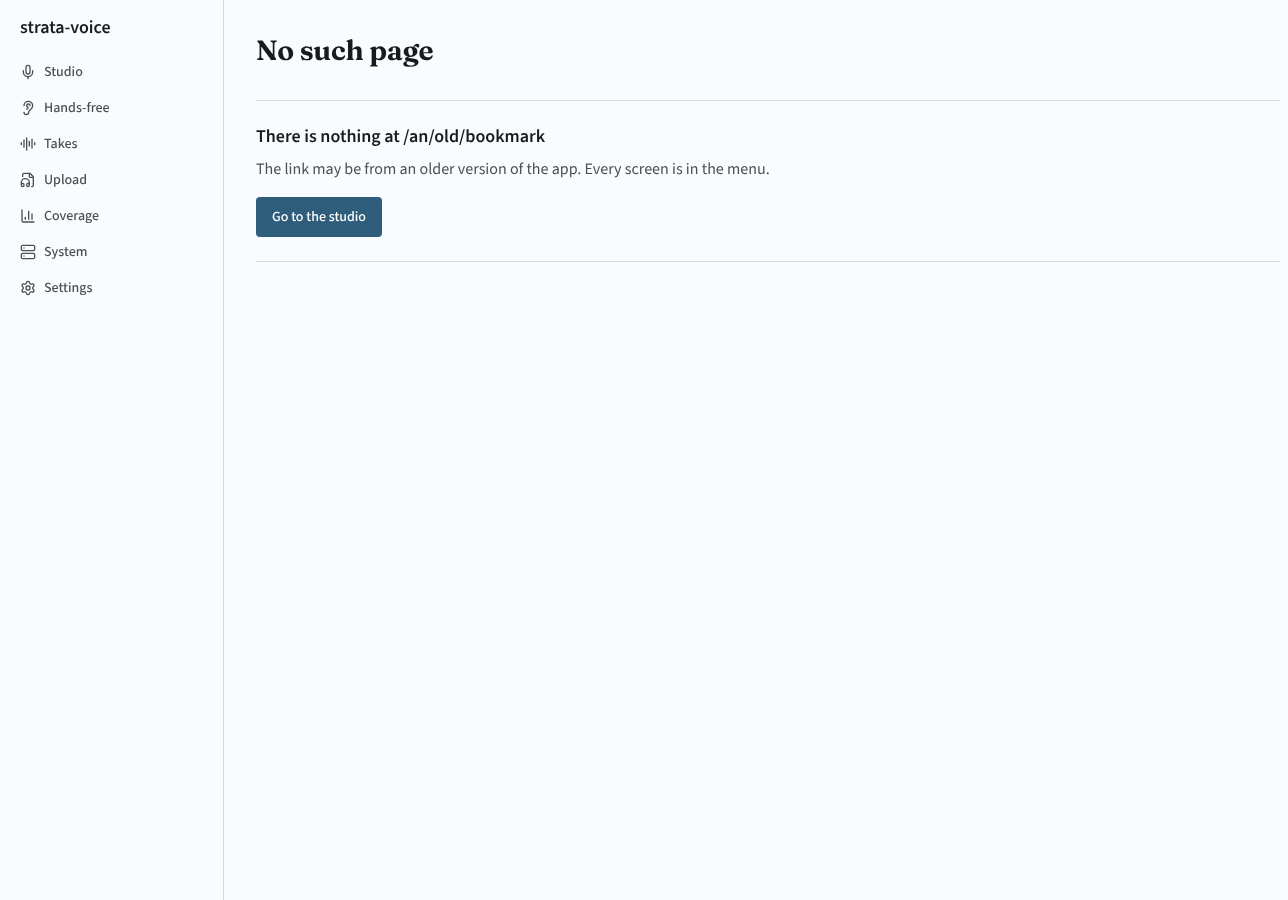 strata-voice
Studio
Hands-free
Takes
Upload
Coverage
System
Settings
No such page
There is nothing at /an/old/bookmark
The link may be from an older version of the app. Every screen is in the menu.
Go to the studio